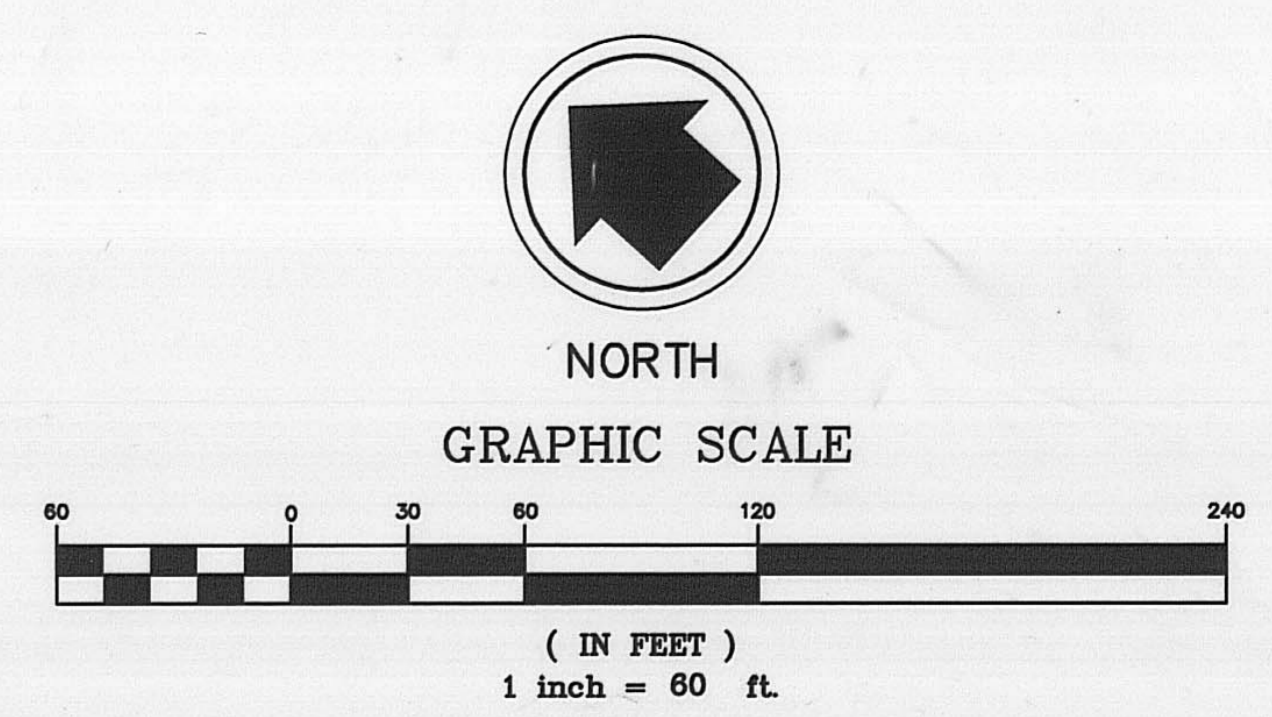 NORTH
GRAPHIC SCALE
60 0 30 60 120 240
( IN FEET )
1 inch = 60 ft.